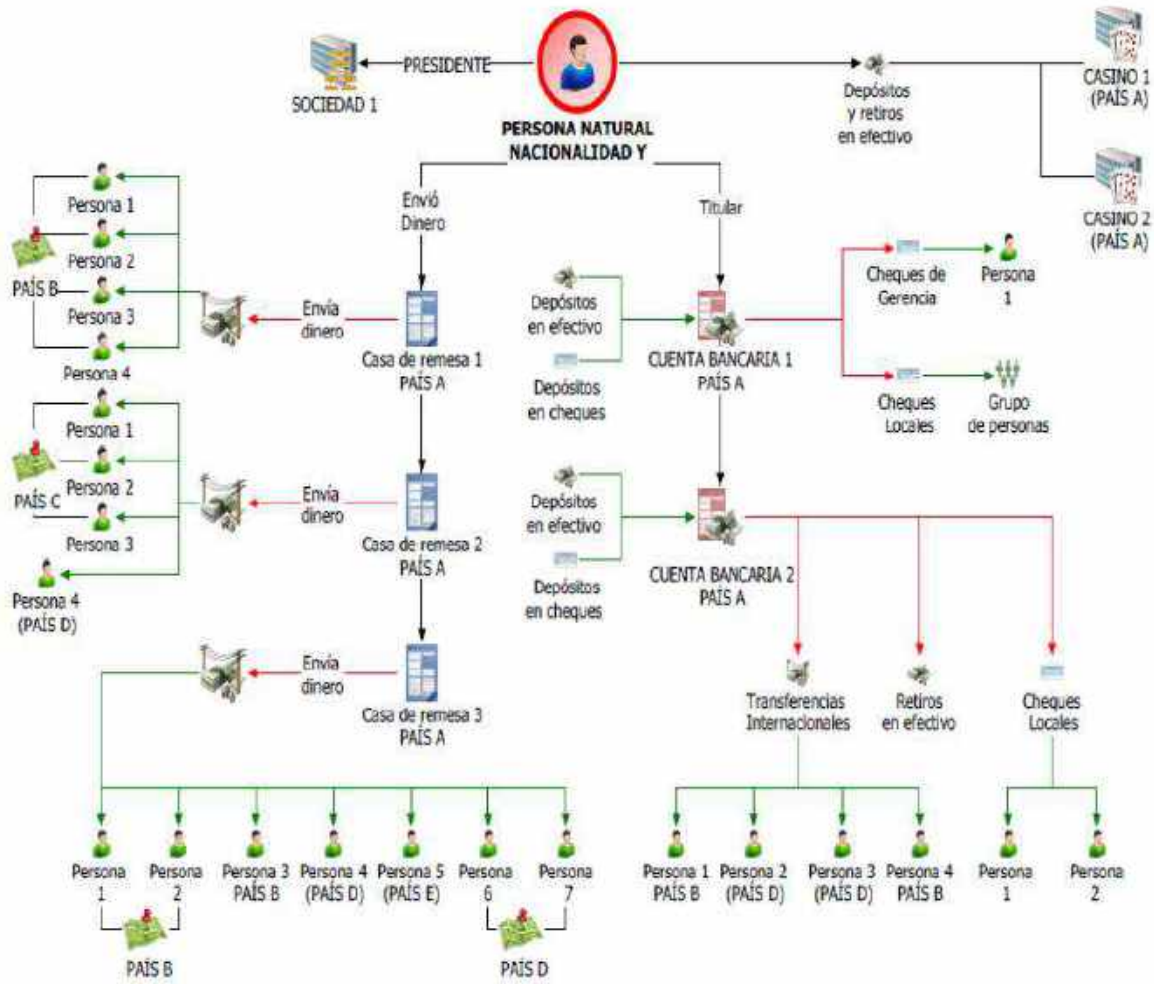 PRESIDENTE
SOCIEDAD 1
PERSONA NATURAL
NACIONALIDAD Y
Depósitos
y retiros
en efectivo
CASINO 1
(PAÍS A)
CASINO 2
(PAÍS A)
Envió
Dinero
Titular
Persona 1
Persona 2
PAÍS B
Persona 3
Persona 4
Envía
dinero
Casa de remesa 1
PAÍS A
Depósitos
en efectivo
Depósitos
en cheques
CUENTA BANCARIA 1
PAÍS A
Cheques de
Gerencia
Persona
1
Cheques
Locales
Grupo
de personas
Persona 1
Persona 2
PAÍS C
Persona 3
Persona 4
(PAÍS D)
Envía
dinero
Casa de remesa 2
PAÍS A
Depósitos
en efectivo
Depósitos
en cheques
CUENTA BANCARIA 2
PAÍS A
Envía
dinero
Casa de remesa 3
PAÍS A
Transferencias
Internacionales
Retiros
en efectivo
Cheques
Locales
Persona
1
Persona
2
Persona 3
PAÍS B
Persona 4
(PAÍS D)
Persona 5
(PAÍS E)
Persona
6
Persona
7
PAÍS B
PAÍS D
Persona 1
PAÍS B
Persona 2
(PAÍS D)
Persona 3
(PAÍS D)
Persona 4
PAÍS B
Persona
1
Persona
2